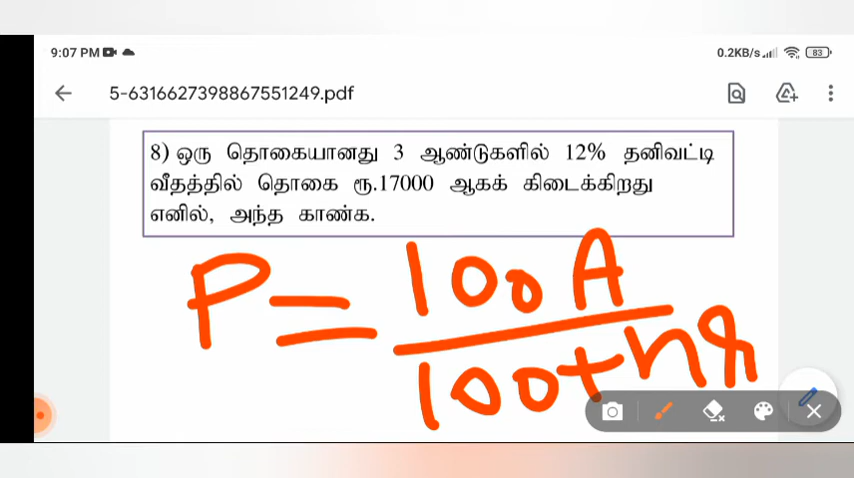 9:07 PM 0.2KB/s 83
5-6316627398867551249.pdf
8) ஒரு தொகையானது 3 ஆண்டுகளில் 12% தனிவட்டி
வீதத்தில் தொகை ரூ.17000 ஆகக் கிடைக்கிறது
எனில், அந்த காண்க.
P = 100 A
100 + nr